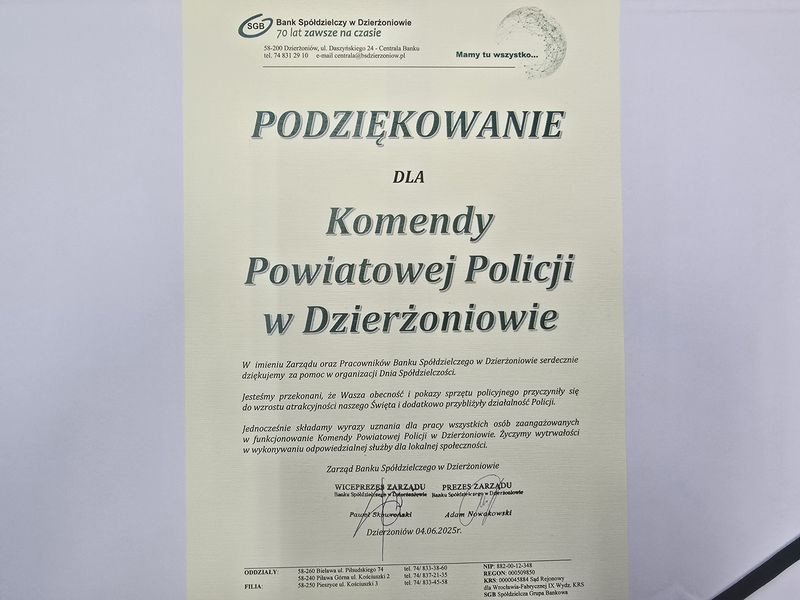 SGB
Bank Spółdzielczy w Dzierżoniowie
70 lat zawsze na czasie
58-200 Dzierżoniów, ul. Daszyńskiego 24 - Centrala Banku
tel. 74 831 29 10 e-mail centrala@bsdzierzoniow.pl
Mamy tu wszystko...
PODZIĘKOWANIE
DLA
Komendy
Powiatowej Policji
w Dzierżoniowie
W imieniu Zarządu oraz Pracowników Banku Spółdzielczego w Dzierżoniowie serdecznie
dziękujemy za pomoc w organizacji Dnia Spółdzielczości.
Jesteśmy przekonani, że Wasza obecność i pokazy sprzętu policyjnego przyczyniły się
do wzrostu atrakcyjności naszego Święta i dodatkowo przybliżyły działalność Policji.
Jednocześnie składamy wyrazy uznania dla pracy wszystkich osób zaangażowanych
w funkcjonowanie Komendy Powiatowej Policji w Dzierżoniowie. Życzymy wytrwałości
w wykonywaniu odpowiedzialnej służby dla lokalnej społeczności.
Zarząd Banku Spółdzielczego w Dzierżoniowie
WICEPREZES ZARZĄDU PREZES ZARZĄDU
Banku Spółdzielczego w Dzierżoniowie Banku Spółdzielczego w Dzierżoniowie
Paweł Skowroński Adam Nowakowski
Dzierżoniów 04.06.2025r.
ODDZIAŁY: 58-260 Bielawa ul. Piłsudskiego 74 tel. 74/ 833-38-60
58-240 Piława Górna ul. Kościuszki 2 tel. 74/ 837-21-35
FILIA: 58-250 Pieszyce ul. Kościuszki 3 tel. 74/ 833-45-58
NIP: 882-00-12-348
REGON: 000509850
KRS: 0000045884 Sąd Rejonowy
dla Wrocławia-Fabrycznej IX Wydz. KRS
SGB Spółdzielcza Grupa Bankowa